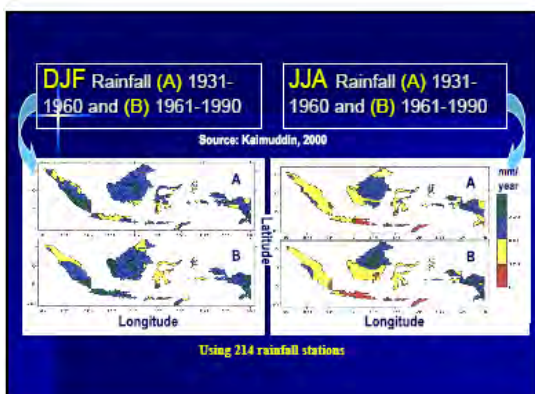 DJF Rainfall (A) 1931-
1960 and (B) 1961-1990
JJA Rainfall (A) 1931-
1960 and (B) 1961-1990
Source: Kaimuddin, 2000
A
B
Longitude
Latitude
A
B
Longitude
mm/
year
Using 214 rainfall stations